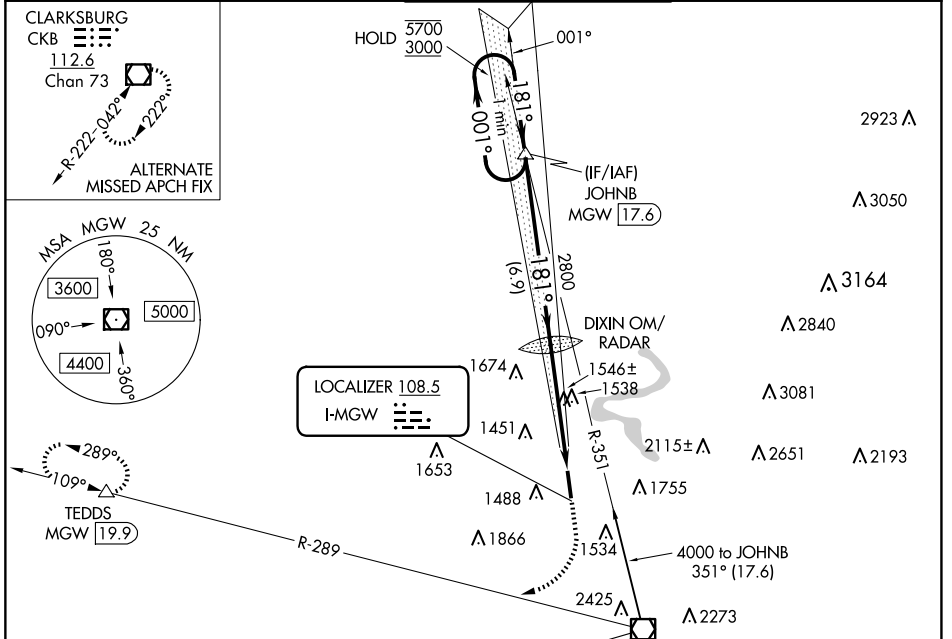 CLARKSBURG
CKB
112.6
Chan 73
R-222-042°
222°
ALTERNATE
MISSED APCH FIX
HOLD 5700
3000
001°
181°
1 min
001°
(IF/IAF)
JOHNB
MGW 17.6
2923
3050
3164
2840
3081
2115±
2651
2193
MSA MGW 25 NM
180°
3600
090°
5000
4400
360°
181°
(6.9)
2800
DIXIN OM/
RADAR
1674
1546±
1538
LOCALIZER 108.5
I-MGW
1451
1653
R-351
1488
1755
1866
1534
289°
109°
TEDDS
MGW 19.9
R-289
4000 to JOHNB
351° (17.6)
2425
2273